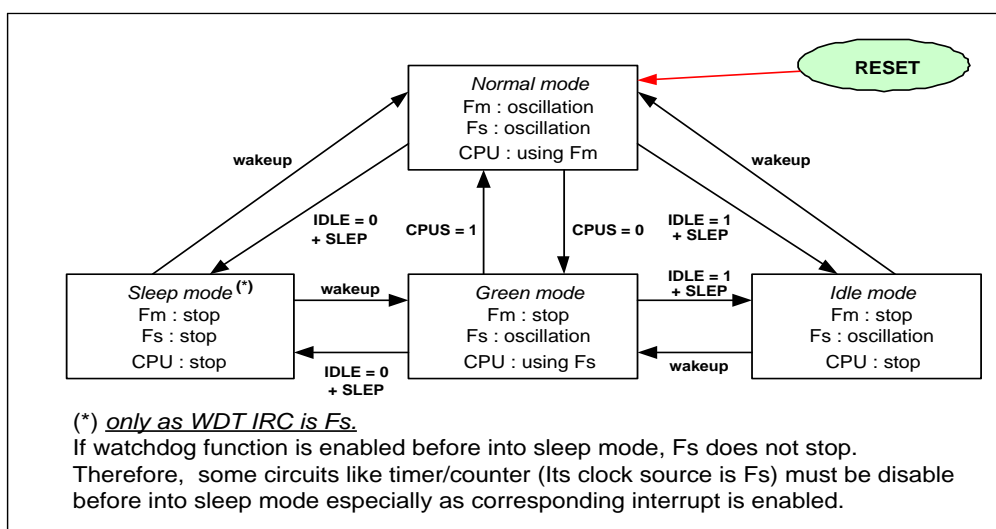 RESET
Normal mode
Fm : oscillation
Fs : oscillation
CPU : using Fm
wakeup
wakeup
IDLE = 0
+ SLEP
CPUS = 1
CPUS = 0
IDLE = 1
+ SLEP
Sleep mode(*)
Fm : stop
Fs : stop
CPU : stop
wakeup
IDLE = 0
+ SLEP
Green mode
Fm : stop
Fs : oscillation
CPU : using Fs
IDLE = 1
+ SLEP
wakeup
Idle mode
Fm : stop
Fs : oscillation
CPU : stop
(*) only as WDT IRC is Fs.
If watchdog function is enabled before into sleep mode, Fs does not stop.
Therefore, some circuits like timer/counter (Its clock source is Fs) must be disable
before into sleep mode especially as corresponding interrupt is enabled.